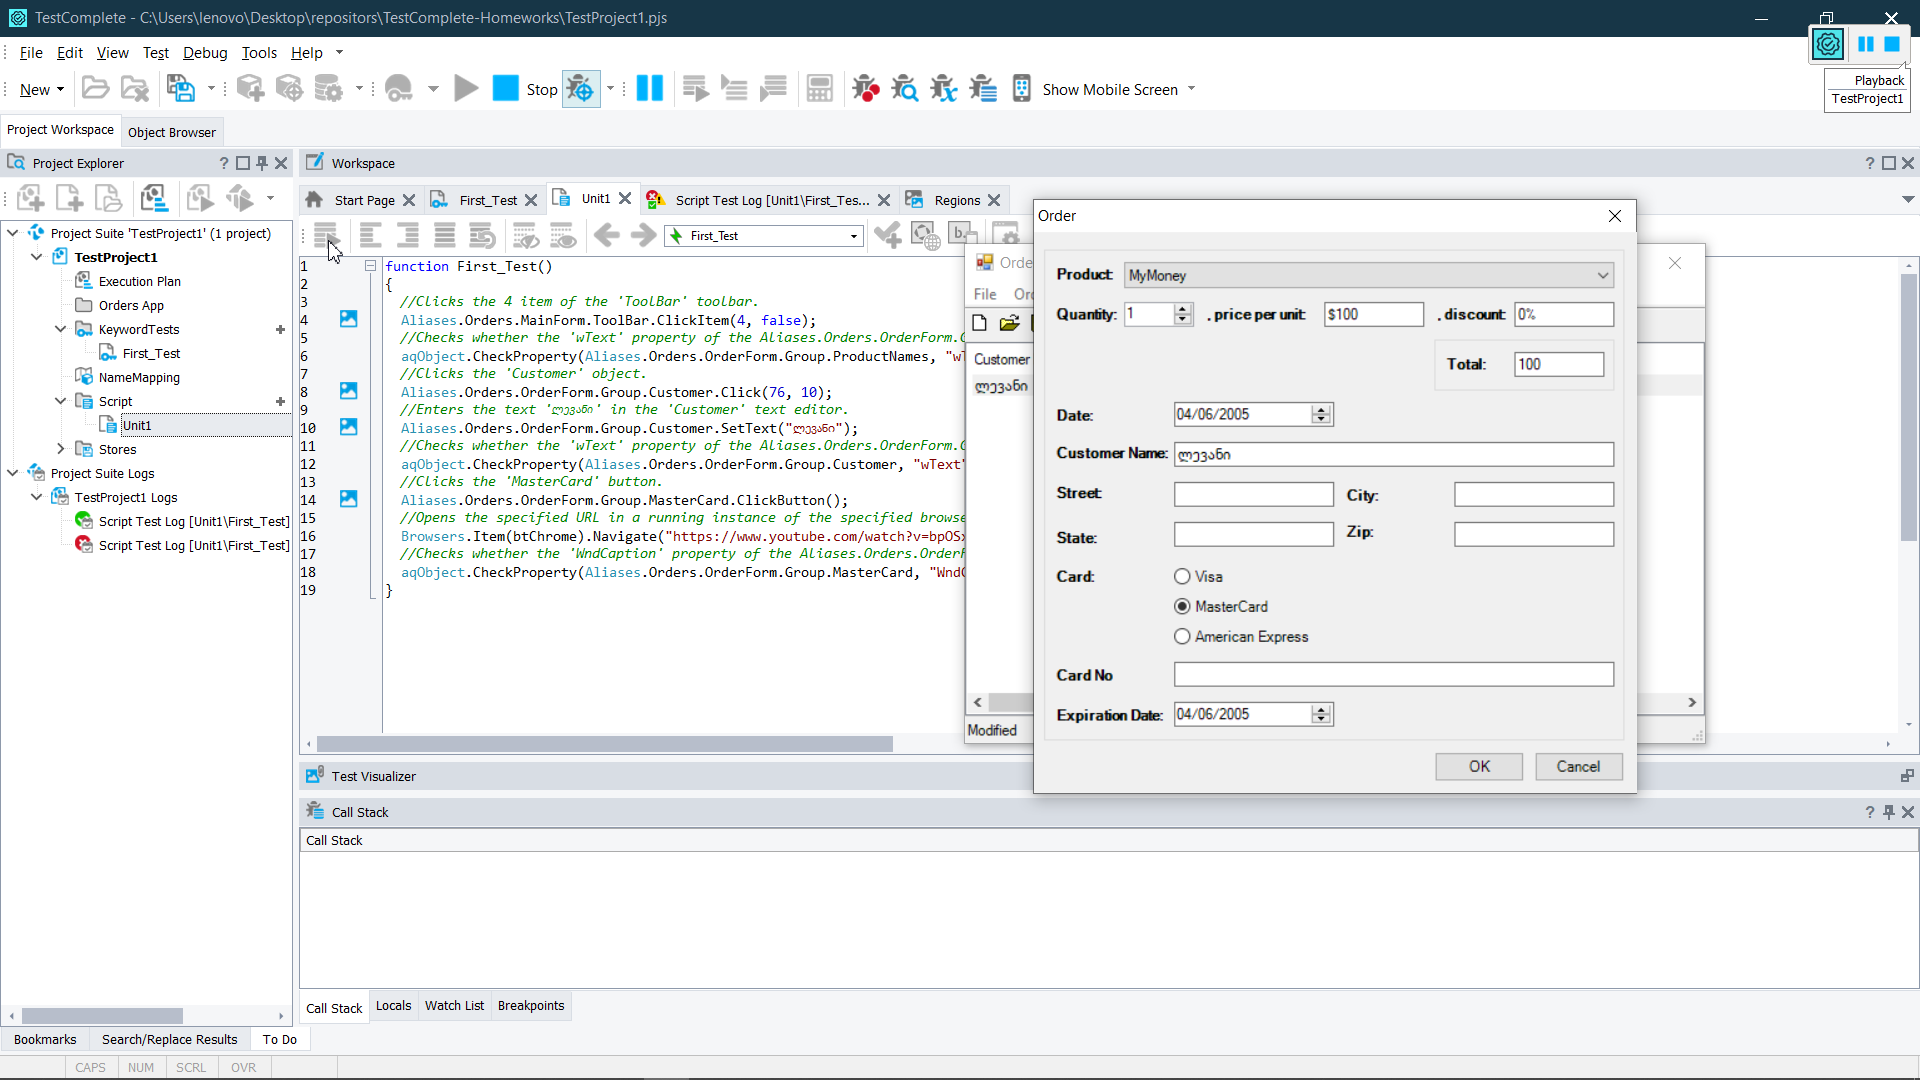 TestComplete - C:\Users\lenovo\Desktop\repositors\TestComplete-Homeworks\TestProject1.pjs
File Edit View Test Debug Tools Help
New Stop Show Mobile Screen
Playback
TestProject1
Project Workspace Object Browser
Project Explorer
Workspace
Start Page First_Test Unit1 Script Test Log [Unit1\First_Tes... Regions
First_Test
Project Suite 'TestProject1' (1 project)
TestProject1
Execution Plan
Orders App
KeywordTests
First_Test
NameMapping
Script
Unit1
Stores
Project Suite Logs
TestProject1 Logs
Script Test Log [Unit1\First_Test]
Script Test Log [Unit1\First_Test]
1 function First_Test()
2 {
3 //Clicks the 4 item of the 'ToolBar' toolbar.
4 Aliases.Orders.MainForm.ToolBar.ClickItem(4, false);
5 //Checks whether the 'wText' property of the Aliases.Orders.OrderForm.
6 aqObject.CheckProperty(Aliases.Orders.OrderForm.Group.ProductNames,
7 //Clicks the 'Customer' object.
8 Aliases.Orders.OrderForm.Group.Customer.Click(76, 10);
9 //Enters the text 'ლევანი' in the 'Customer' text editor.
10 Aliases.Orders.OrderForm.Group.Customer.SetText("ლევანი");
11 //Checks whether the 'wText' property of the Aliases.Orders.OrderForm.
12 aqObject.CheckProperty(Aliases.Orders.OrderForm.Group.Customer, "wText"
13 //Clicks the 'MasterCard' button.
14 Aliases.Orders.OrderForm.Group.MasterCard.ClickButton();
15 //Opens the specified URL in a running instance of the specified browse
16 Browsers.Item(btChrome).Navigate("https://www.youtube.com/watch?v=
17 //Checks whether the 'WndCaption' property of the Aliases.Orders.Order
18 aqObject.CheckProperty(Aliases.Orders.OrderForm.Group.MasterCard,
19 }
Orde
File
Customer
ლევანი
Modified
Order
Product: MyMoney
Quantity: 1 . price per unit: $100 . discount: 0%
Total: 100
Date: 04/06/2005
Customer Name: ლევანი
Street: City:
State: Zip:
Card: Visa
MasterCard
American Express
Card No
Expiration Date: 04/06/2005
OK Cancel
Test Visualizer
Call Stack
Call Stack
Call Stack Locals Watch List Breakpoints
Bookmarks Search/Replace Results To Do
CAPS NUM SCRL OVR